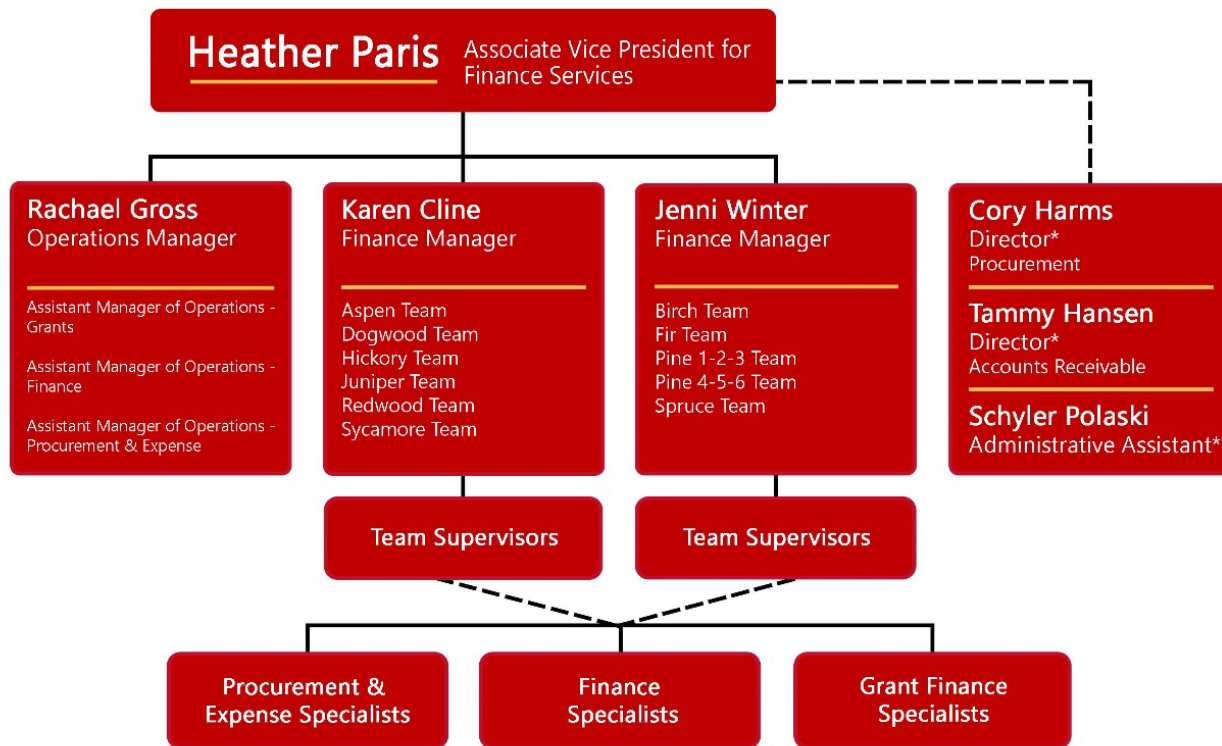 Heather Paris
Associate Vice President for
Finance Services
Rachael Gross
Operations Manager
Assistant Manager of Operations -
Grants
Assistant Manager of Operations -
Finance
Assistant Manager of Operations -
Procurement & Expense
Karen Cline
Finance Manager
Aspen Team
Dogwood Team
Hickory Team
Juniper Team
Redwood Team
Sycamore Team
Jenni Winter
Finance Manager
Birch Team
Fir Team
Pine 1-2-3 Team
Pine 4-5-6 Team
Spruce Team
Cory Harms
Director*
Procurement
Tammy Hansen
Director*
Accounts Receivable
Schyler Polaski
Administrative Assistant*
Team Supervisors
Team Supervisors
Procurement &
Expense Specialists
Finance
Specialists
Grant Finance
Specialists